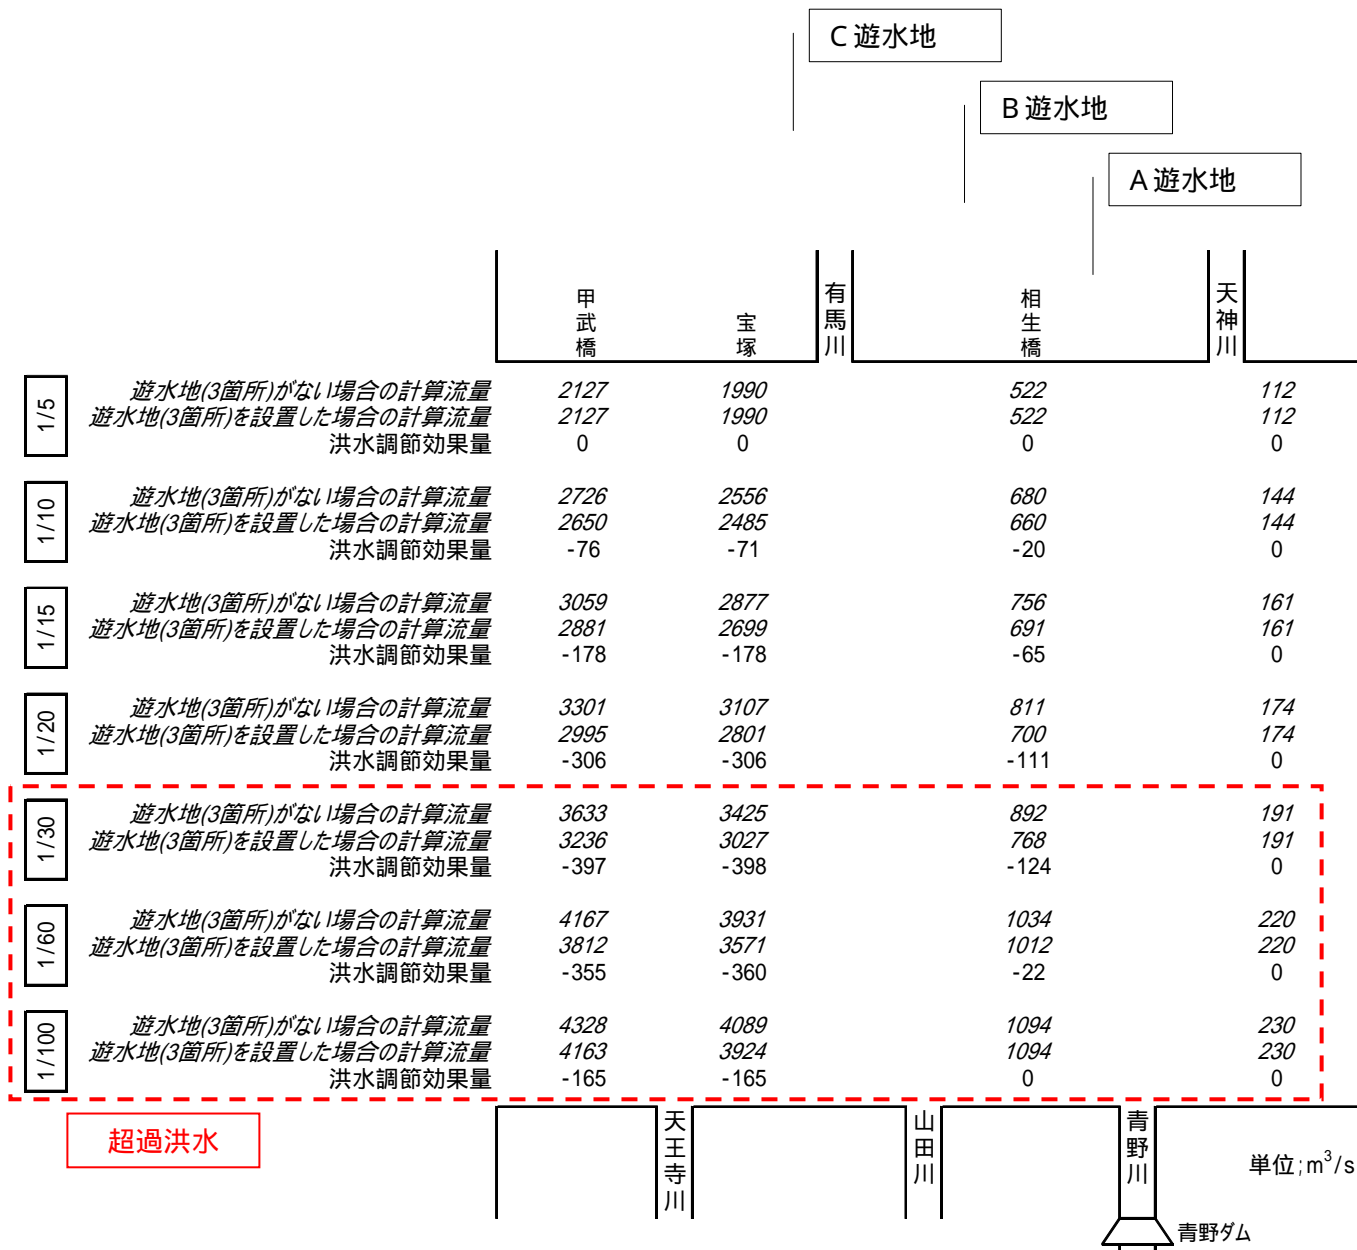 C遊水地
B遊水地
A遊水地
甲武橋
宝塚
有馬川
相生橋
天神川
1/5
遊水地(3箇所)がない場合の計算流量 2127 1990 522 112
遊水地(3箇所)を設置した場合の計算流量 2127 1990 522 112
洪水調節効果量 0 0 0 0
1/10
遊水地(3箇所)がない場合の計算流量 2726 2556 680 144
遊水地(3箇所)を設置した場合の計算流量 2650 2485 660 144
洪水調節効果量 -76 -71 -20 0
1/15
遊水地(3箇所)がない場合の計算流量 3059 2877 756 161
遊水地(3箇所)を設置した場合の計算流量 2881 2699 691 161
洪水調節効果量 -178 -178 -65 0
1/20
遊水地(3箇所)がない場合の計算流量 3301 3107 811 174
遊水地(3箇所)を設置した場合の計算流量 2995 2801 700 174
洪水調節効果量 -306 -306 -111 0
1/30
遊水地(3箇所)がない場合の計算流量 3633 3425 892 191
遊水地(3箇所)を設置した場合の計算流量 3236 3027 768 191
洪水調節効果量 -397 -398 -124 0
1/60
遊水地(3箇所)がない場合の計算流量 4167 3931 1034 220
遊水地(3箇所)を設置した場合の計算流量 3812 3571 1012 220
洪水調節効果量 -355 -360 -22 0
1/100
遊水地(3箇所)がない場合の計算流量 4328 4089 1094 230
遊水地(3箇所)を設置した場合の計算流量 4163 3924 1094 230
洪水調節効果量 -165 -165 0 0
超過洪水
天王寺川
山田川
青野川
単位;m³/s
青野ダム